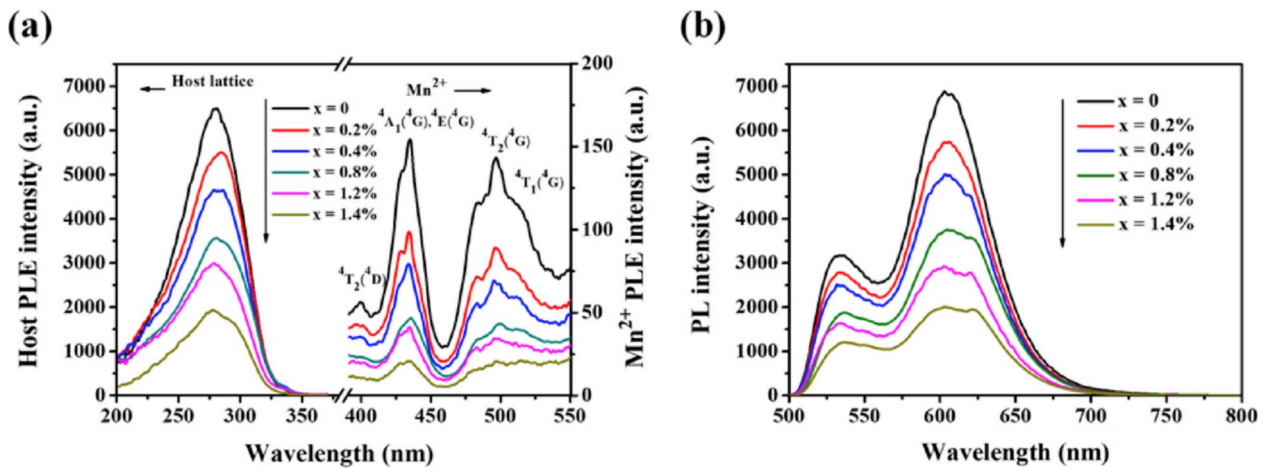 (a)
Host PLE intensity (a.u.)
7000
6000
5000
4000
3000
2000
1000
0
Host lattice
x = 0
x = 0.2%
x = 0.4%
x = 0.8%
x = 1.2%
x = 1.4%
Mn²⁺
⁴A₁(⁴G),⁴E(⁴G)
⁴T₂(⁴G)
⁴T₁(⁴G)
⁴T₂(⁴D)
200
150
100
50
0
Mn²⁺ PLE intensity (a.u.)
200 250 300 350 400 450 500 550
Wavelength (nm)
(b)
PL intensity (a.u.)
7000
6000
5000
4000
3000
2000
1000
0
x = 0
x = 0.2%
x = 0.4%
x = 0.8%
x = 1.2%
x = 1.4%
500 550 600 650 700 750 800
Wavelength (nm)